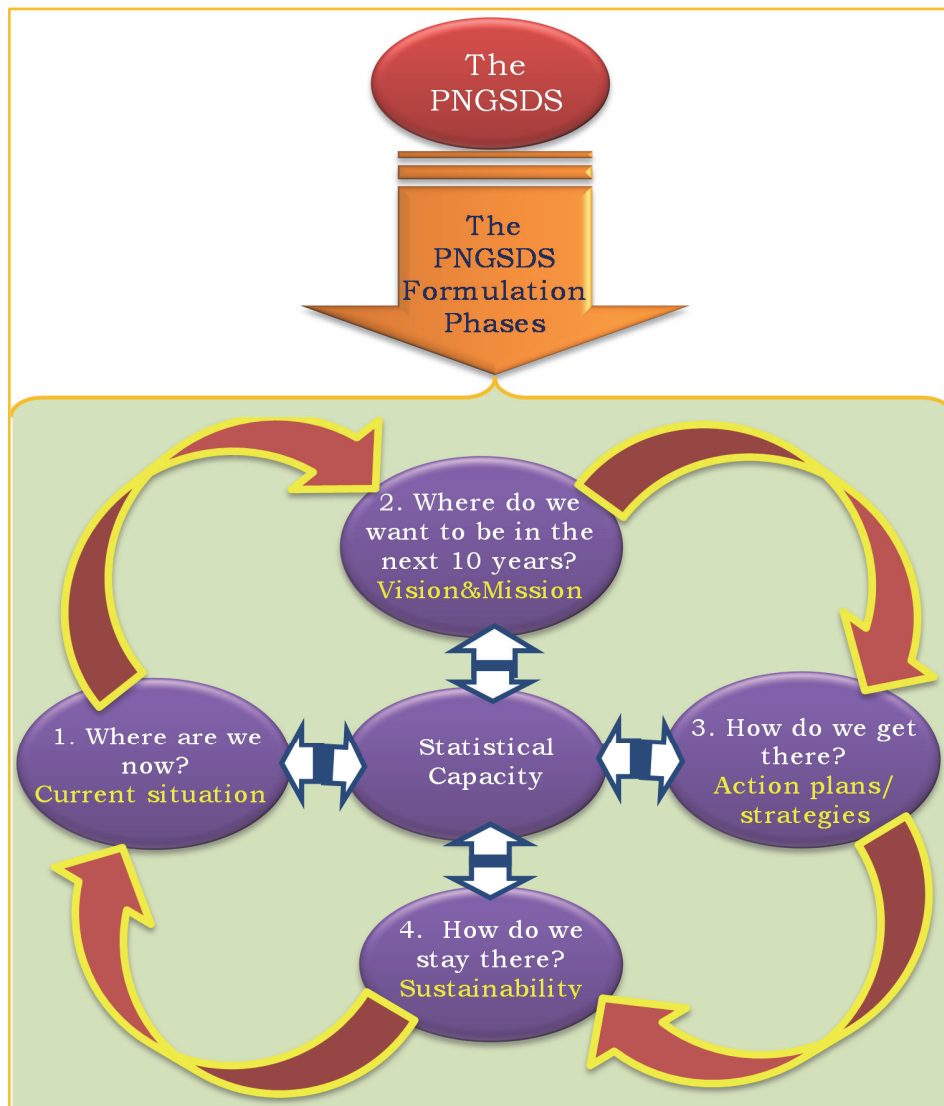 The
PNGSDS
The
PNGSDS
Formulation
Phases
2. Where do we
want to be in the
next 10 years?
Vision&Mission
1. Where are we
now?
Current situation
Statistical
Capacity
3. How do we get
there?
Action plans/
strategies
4. How do we
stay there?
Sustainability